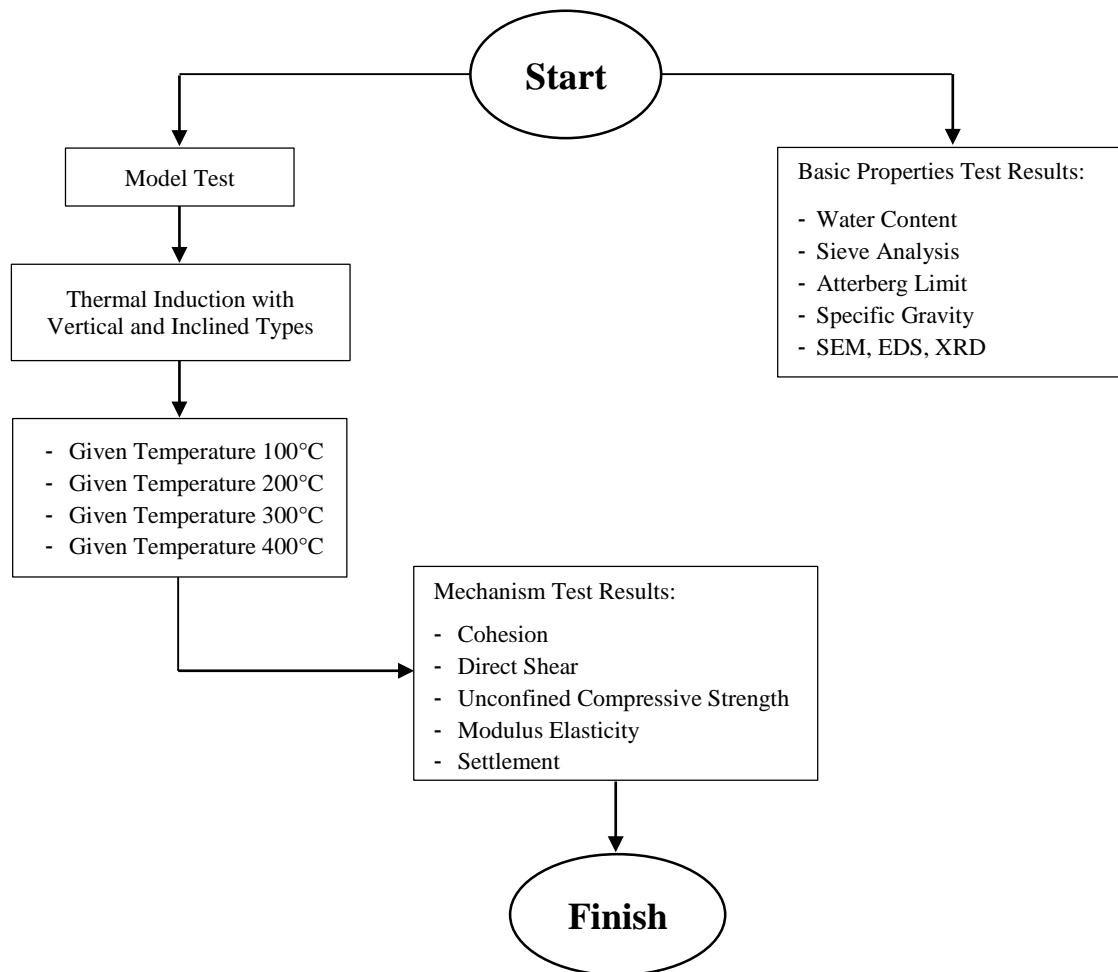 Start
Model Test
Basic Properties Test Results:
- Water Content
- Sieve Analysis
- Atterberg Limit
- Specific Gravity
- SEM, EDS, XRD
Thermal Induction with
Vertical and Inclined Types
- Given Temperature 100°C
- Given Temperature 200°C
- Given Temperature 300°C
- Given Temperature 400°C
Mechanism Test Results:
- Cohesion
- Direct Shear
- Unconfined Compressive Strength
- Modulus Elasticity
- Settlement
Finish